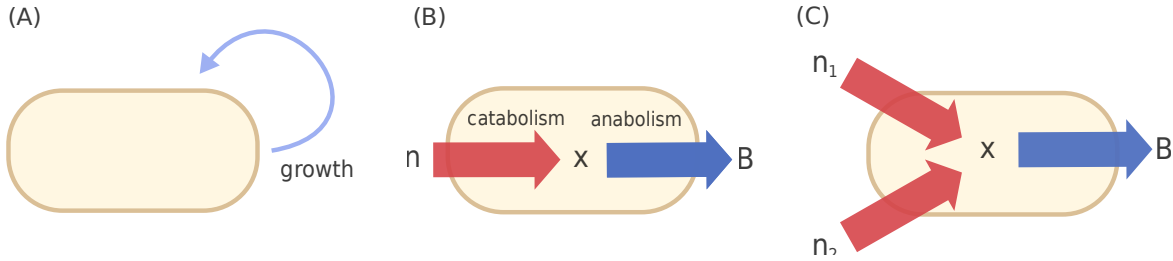 (A)
growth
(B)
catabolism
anabolism
n
x
B
(C)
n₁
x
B
n₂